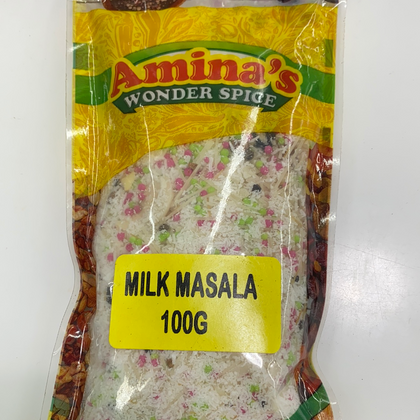 Amina's
WONDER SPICE
MILK MASALA
100G